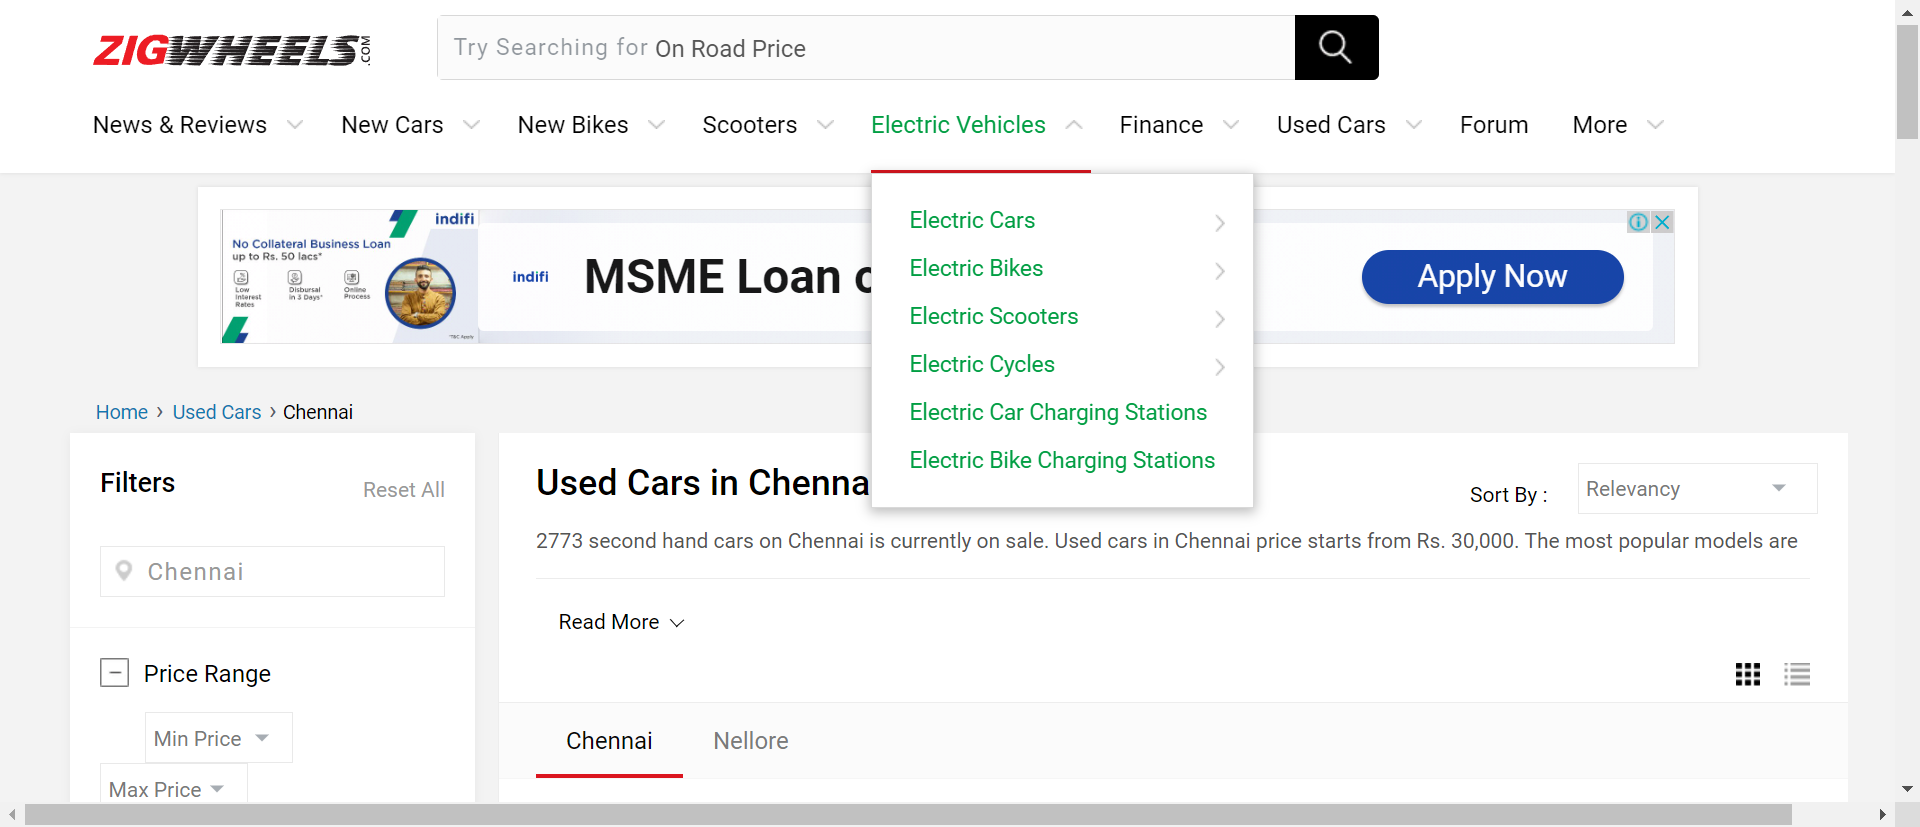 ZIGWHEELS.COM
Try Searching for On Road Price
News & Reviews New Cars New Bikes Scooters Electric Vehicles Finance Used Cars Forum More
Electric Cars
Electric Bikes
Electric Scooters
Electric Cycles
Electric Car Charging Stations
Electric Bike Charging Stations
indifi
No Collateral Business Loan
up to Rs. 50 lacs*
Low Interest Rates
Disbursal in 3 Days*
Online Process
*T&C Apply
indifi
MSME Loan
Apply Now
Home › Used Cars › Chennai
Filters
Reset All
Chennai
Price Range
Min Price
Max Price
Used Cars in Chenna
Sort By :
Relevancy
2773 second hand cars on Chennai is currently on sale. Used cars in Chennai price starts from Rs. 30,000. The most popular models are
Read More
Chennai Nellore